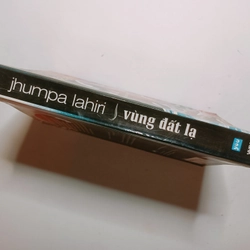 jhumpa lahiri
vùng đất lạ